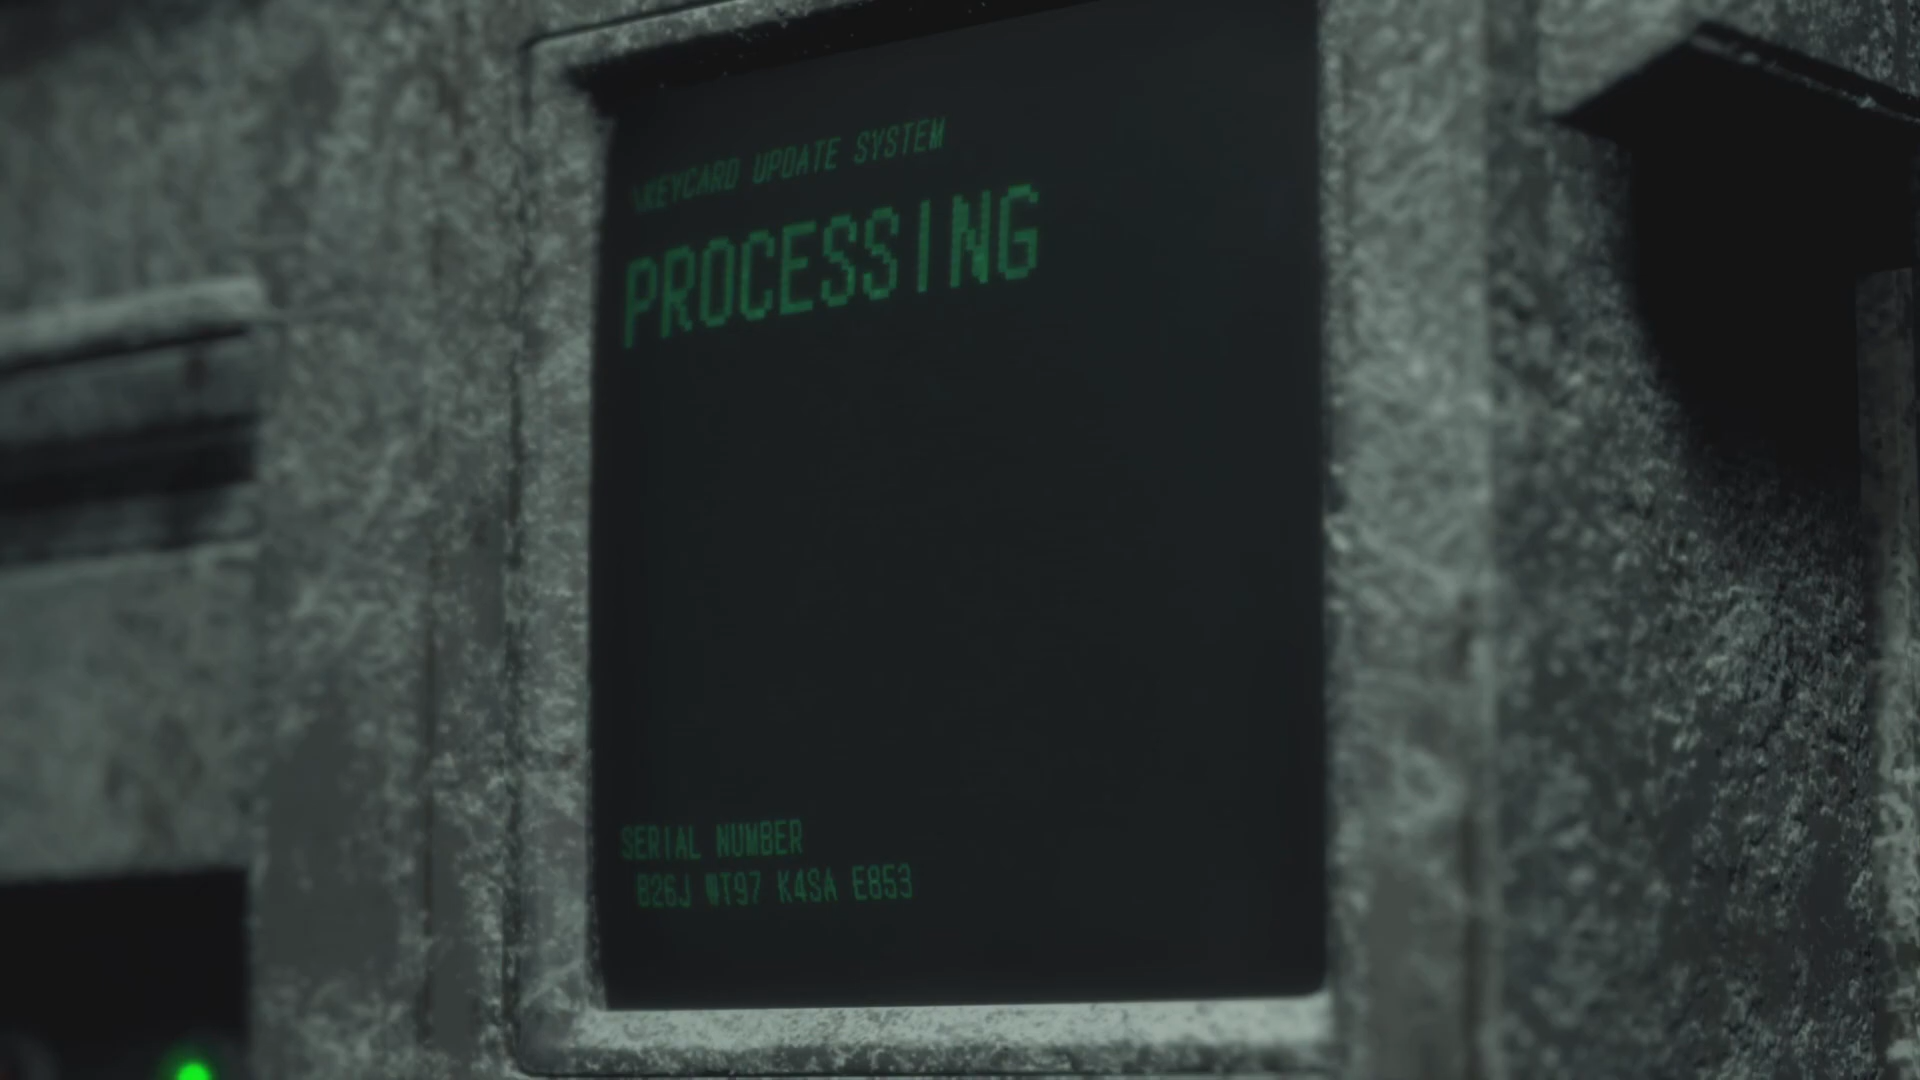 \KEYCARD UPDATE SYSTEM
PROCESSING
SERIAL NUMBER
B26J WT97 K4SA E853